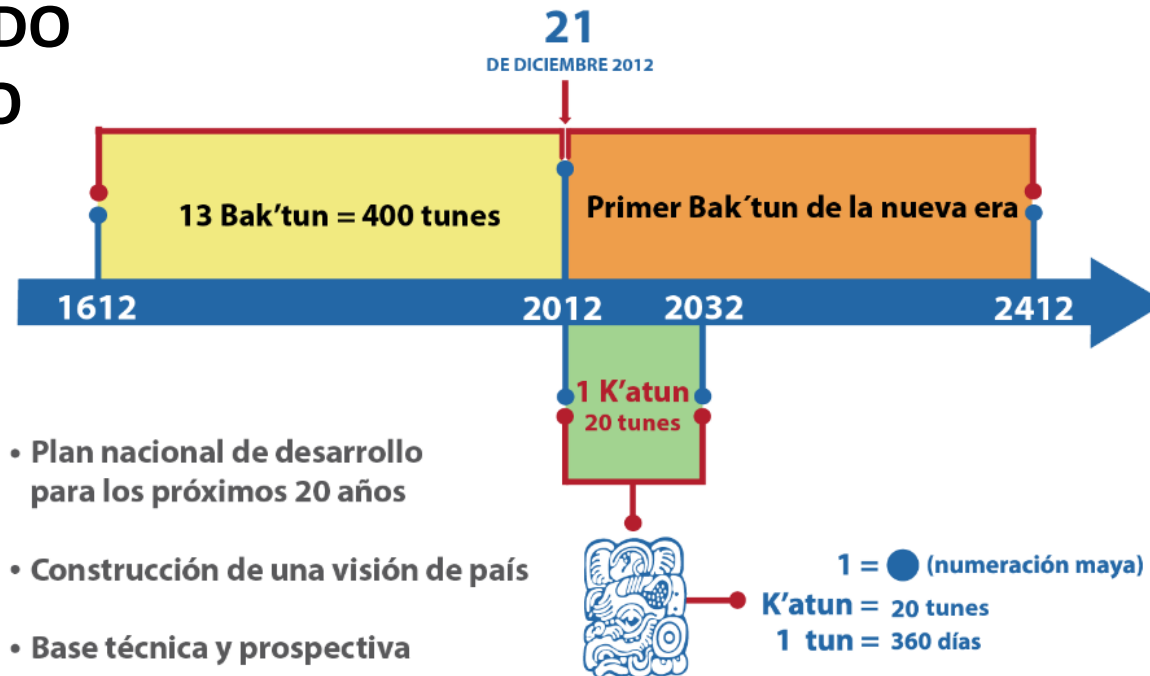 21
DE DICIEMBRE 2012
13 Bak’tun = 400 tunes
Primer Bak´tun de la nueva era
1612
2012
2032
2412
1 K’atun
20 tunes
• Plan nacional de desarrollo
para los próximos 20 años
• Construcción de una visión de país
• Base técnica y prospectiva
1 = ● (numeración maya)
K’atun = 20 tunes
1 tun = 360 días